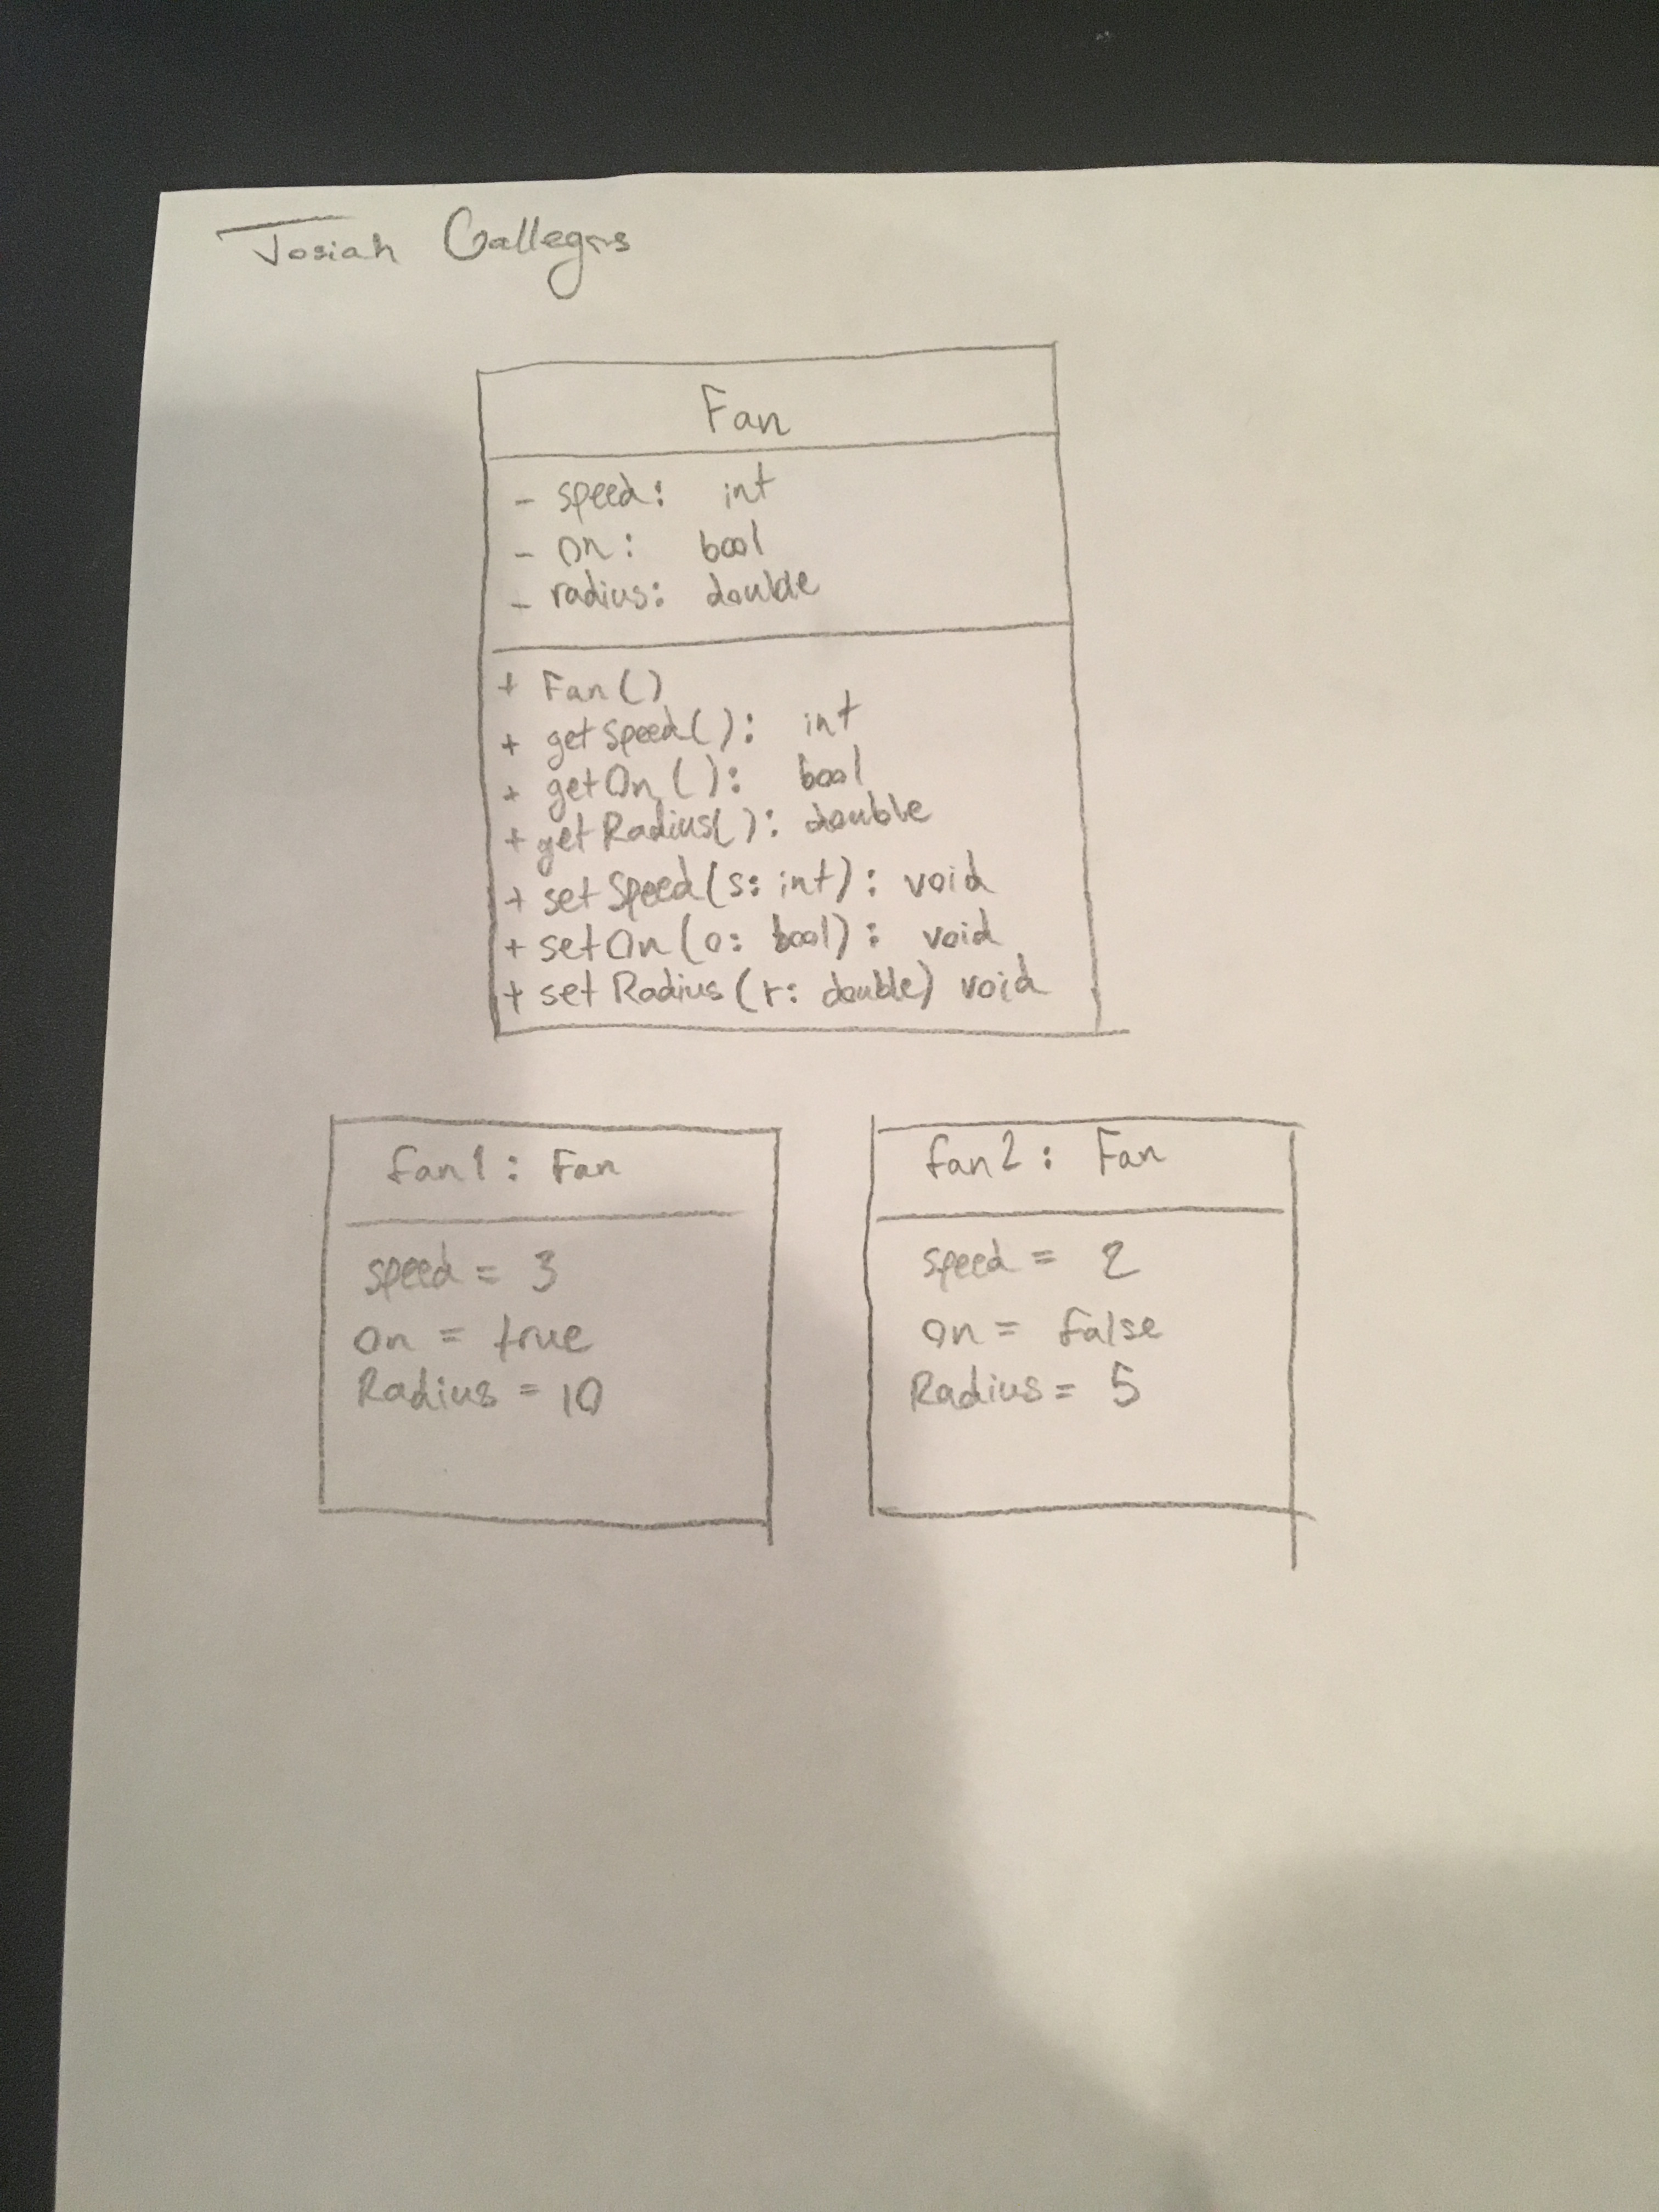 Josiah Gallegos
Fan
- speed: int
- on: bool
- radius: double
+ Fan()
+ getSpeed(): int
+ getOn(): bool
+ getRadius(): double
+ setSpeed(s: int): void
+ setOn(o: bool): void
+ setRadius(r: double) void
fan1: Fan
speed = 3
on = true
Radius = 10
fan2: Fan
speed = 2
on = false
Radius = 5